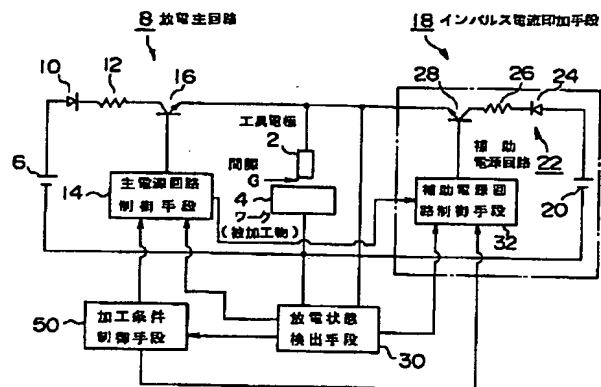 8 放電主回路
18 インパルス電流印加手段
10
12
16
28
26
24
工具電極
2
間隙
G
4
ワーク
(被加工物)
6
14
主電源回路
制御手段
補助
電源回路
22
20
補助電源回
路制御手段
32
50
加工条件
制御手段
放電状態
検出手段
30